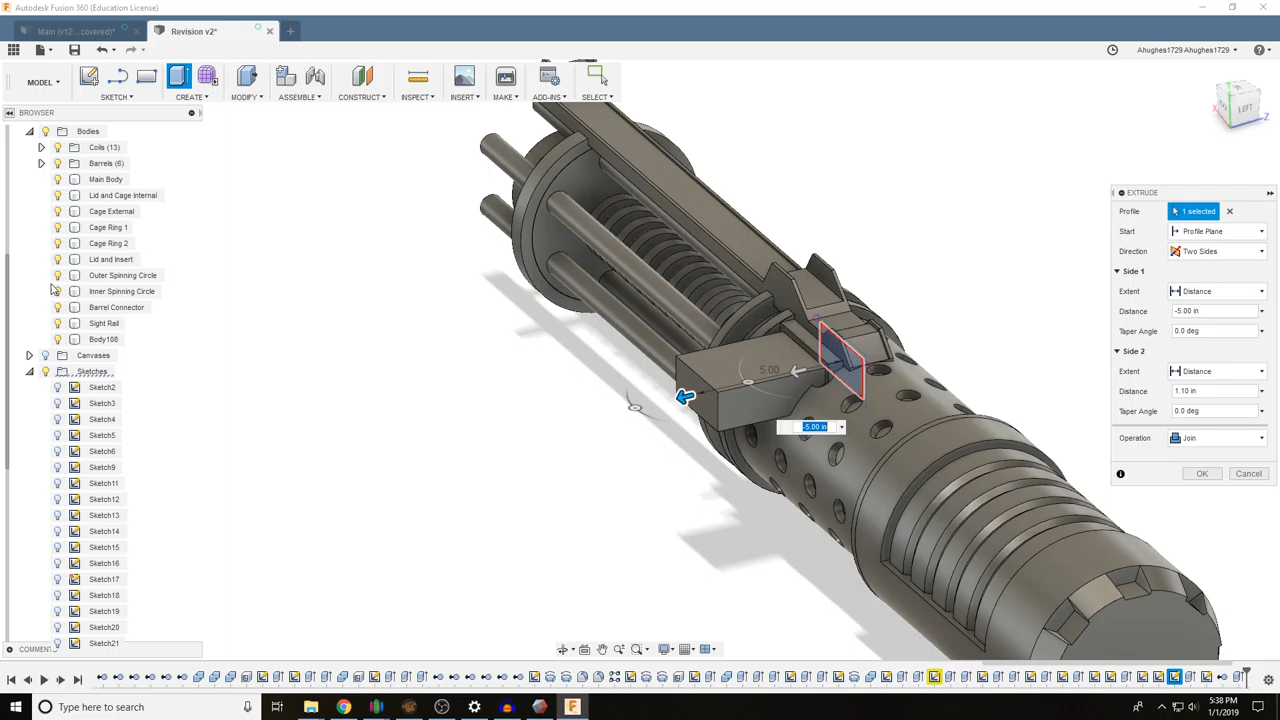 Autodesk Fusion 360 (Education License)
Main (v12...covered)*
Revision v2*
Ahughes1729 Ahughes1729
MODEL
SKETCH
CREATE
MODIFY
ASSEMBLE
CONSTRUCT
INSPECT
INSERT
MAKE
ADD-INS
SELECT
BROWSER
Bodies
Coils (13)
Barrels (6)
Main Body
Lid and Cage Internal
Cage External
Cage Ring 1
Cage Ring 2
Lid and Insert
Outer Spinning Circle
Inner Spinning Circle
Barrel Connector
Sight Rail
Body108
Canvases
Sketches
Sketch2
Sketch3
Sketch4
Sketch5
Sketch6
Sketch9
Sketch11
Sketch12
Sketch13
Sketch14
Sketch15
Sketch16
Sketch17
Sketch18
Sketch19
Sketch20
Sketch21
COMMENTS
5.00
-5.00 in
LEFT
X
Z
EXTRUDE
Profile 1 selected
Start Profile Plane
Direction Two Sides
Side 1
Extent Distance
Distance -5.00 in
Taper Angle 0.0 deg
Side 2
Extent Distance
Distance 1.10 in
Taper Angle 0.0 deg
Operation Join
OK Cancel
Type here to search
5:38 PM
1/1/2019